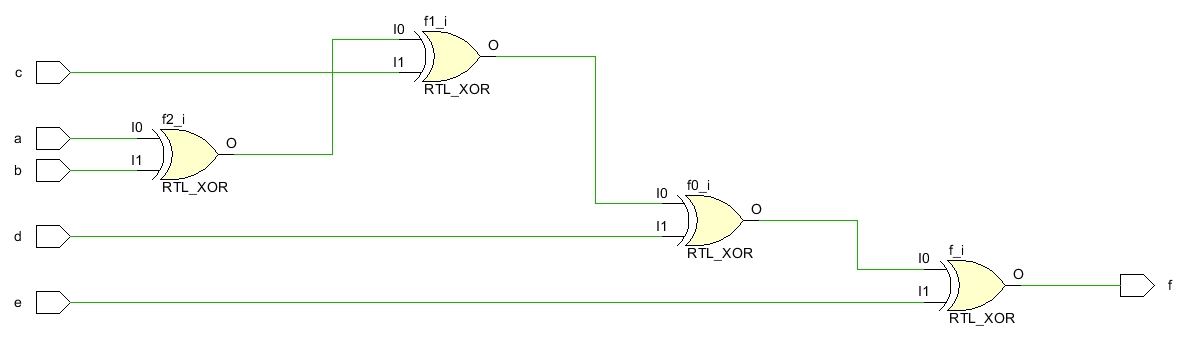 f1_i
I0
O
c
I1
RTL_XOR
f2_i
a
I0
O
b
I1
RTL_XOR
f0_i
I0
O
d
I1
RTL_XOR
f_i
I0
O
f
e
I1
RTL_XOR